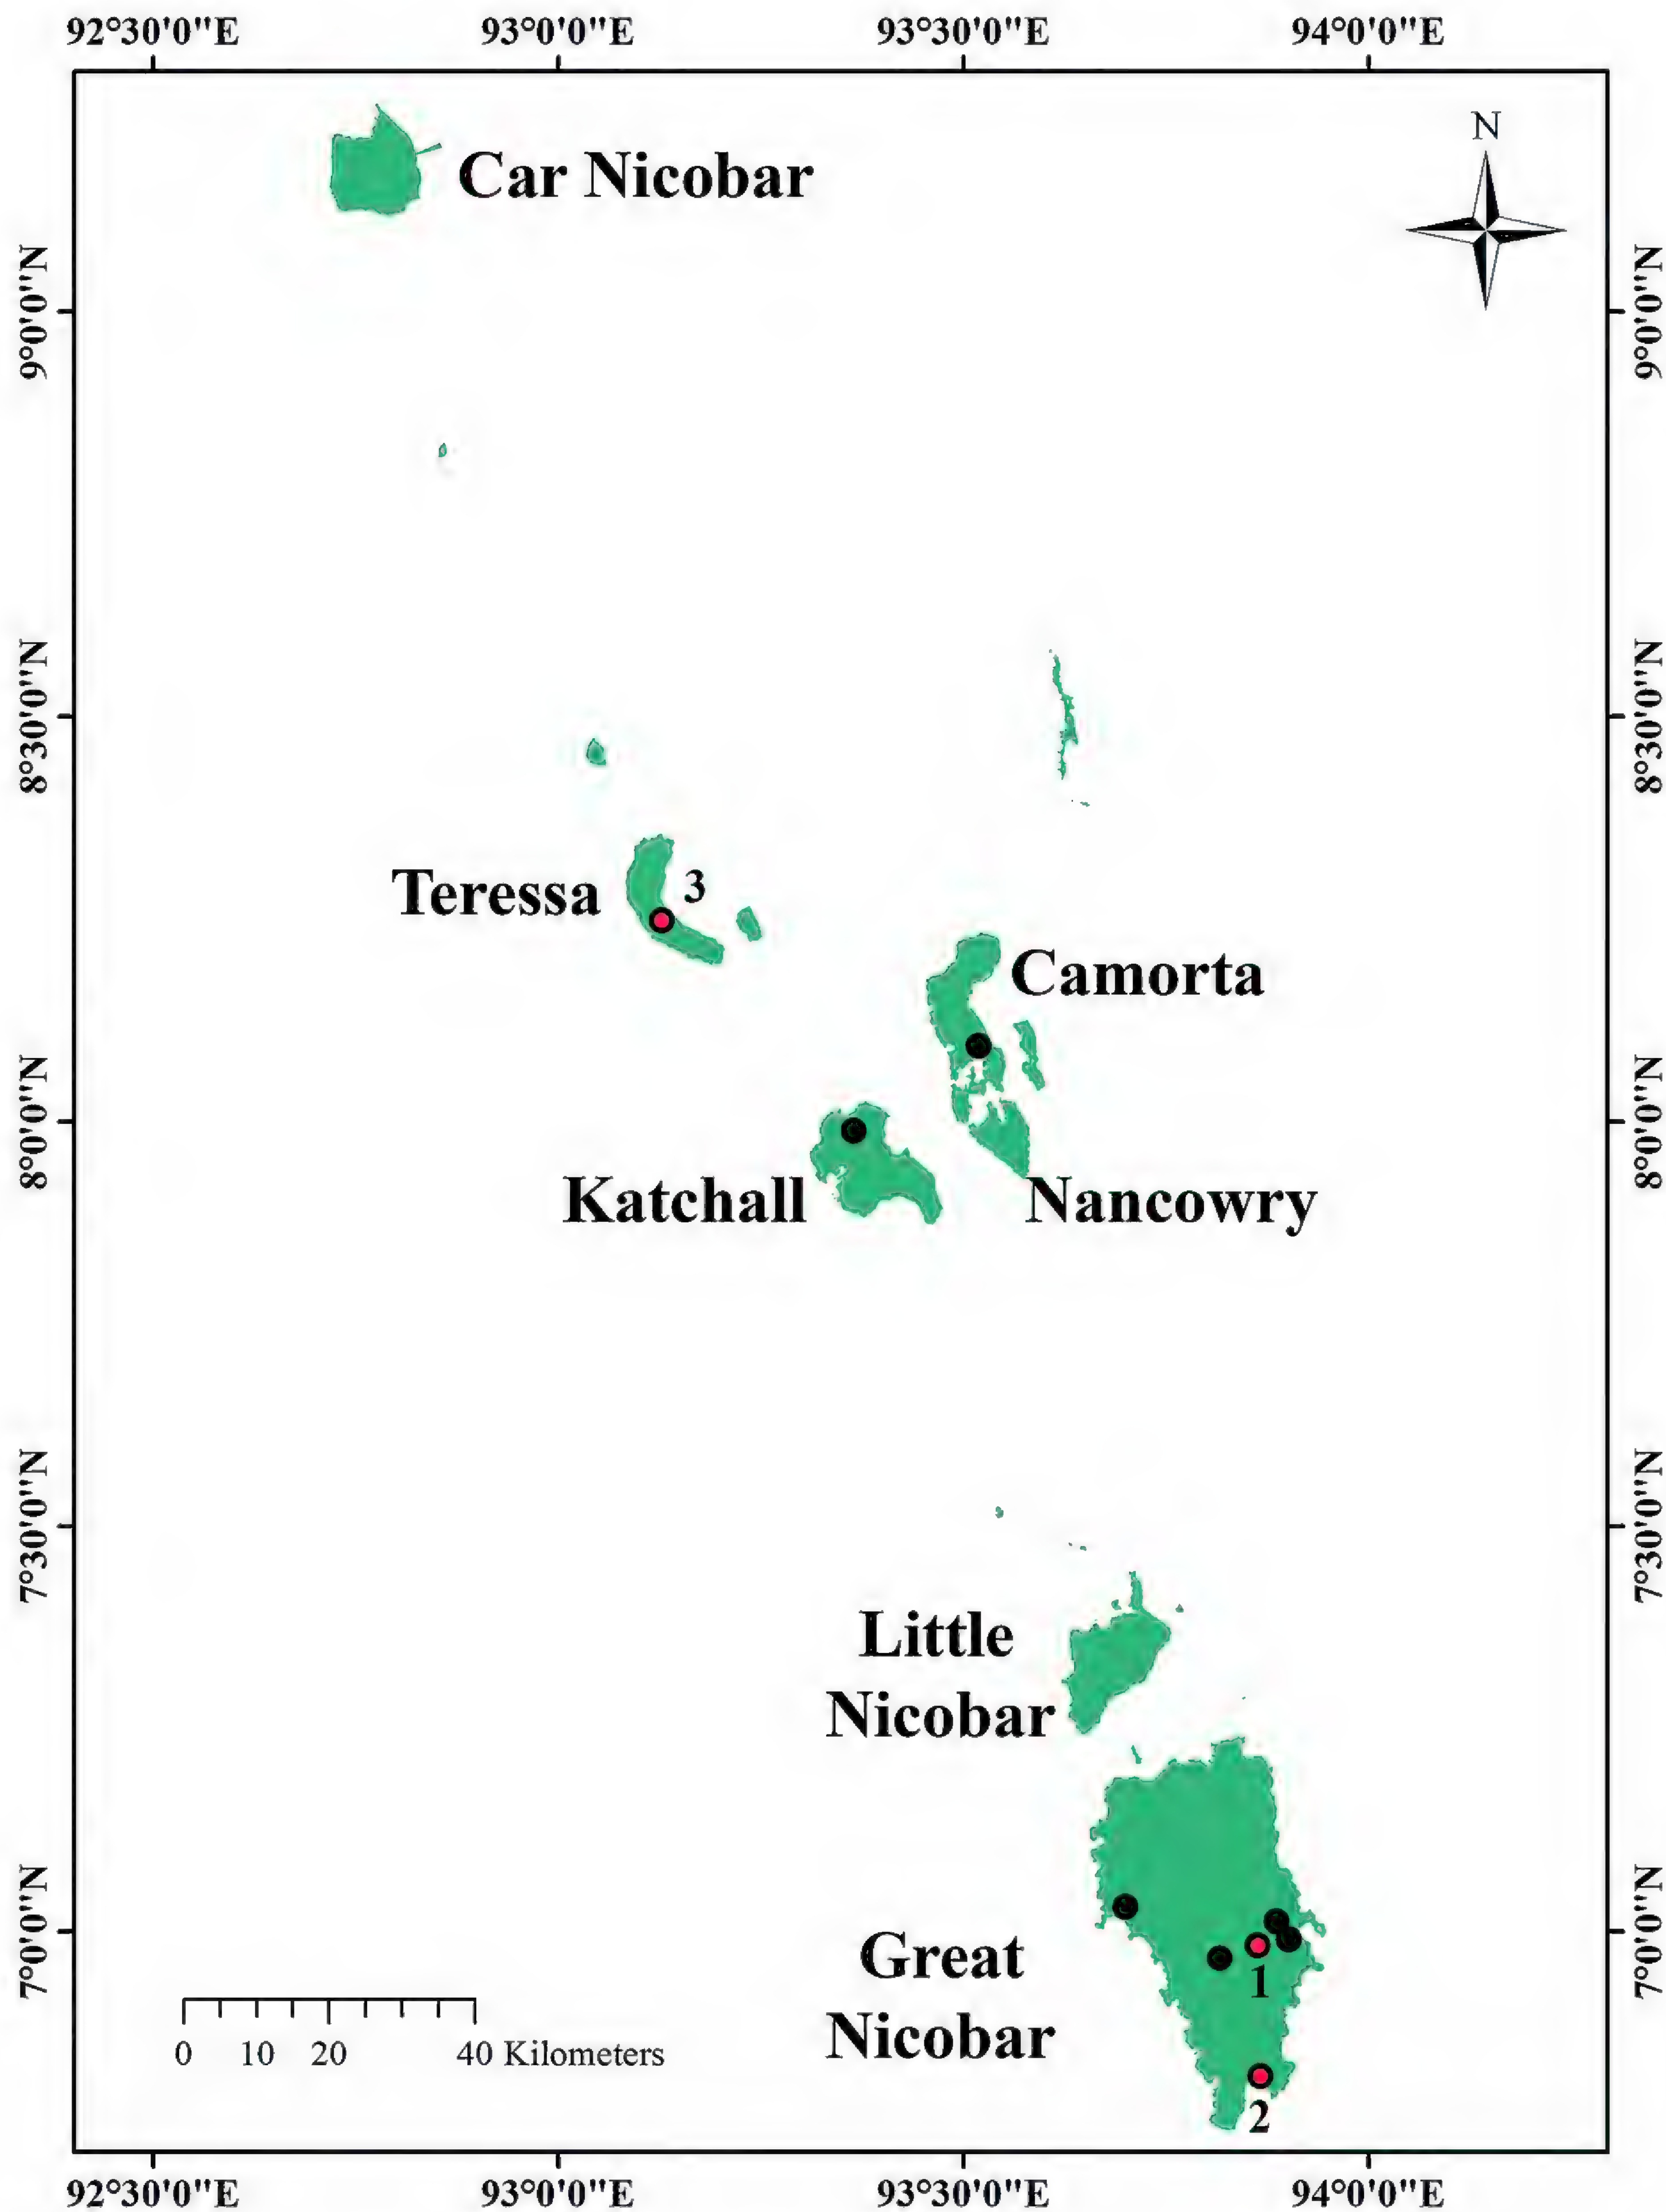 92°30'0"E 93°0'0"E 93°30'0"E 94°0'0"E
N
Car Nicobar
9°0'0"N 9°0'0"N
8°30'0"N 8°30'0"N
Teressa 3
Camorta
8°0'0"N 8°0'0"N
Katchall Nancowry
7°30'0"N 7°30'0"N
Little
Nicobar
7°0'0"N 7°0'0"N
Great
Nicobar
1
0 10 20 40 Kilometers
2
92°30'0"E 93°0'0"E 93°30'0"E 94°0'0"E